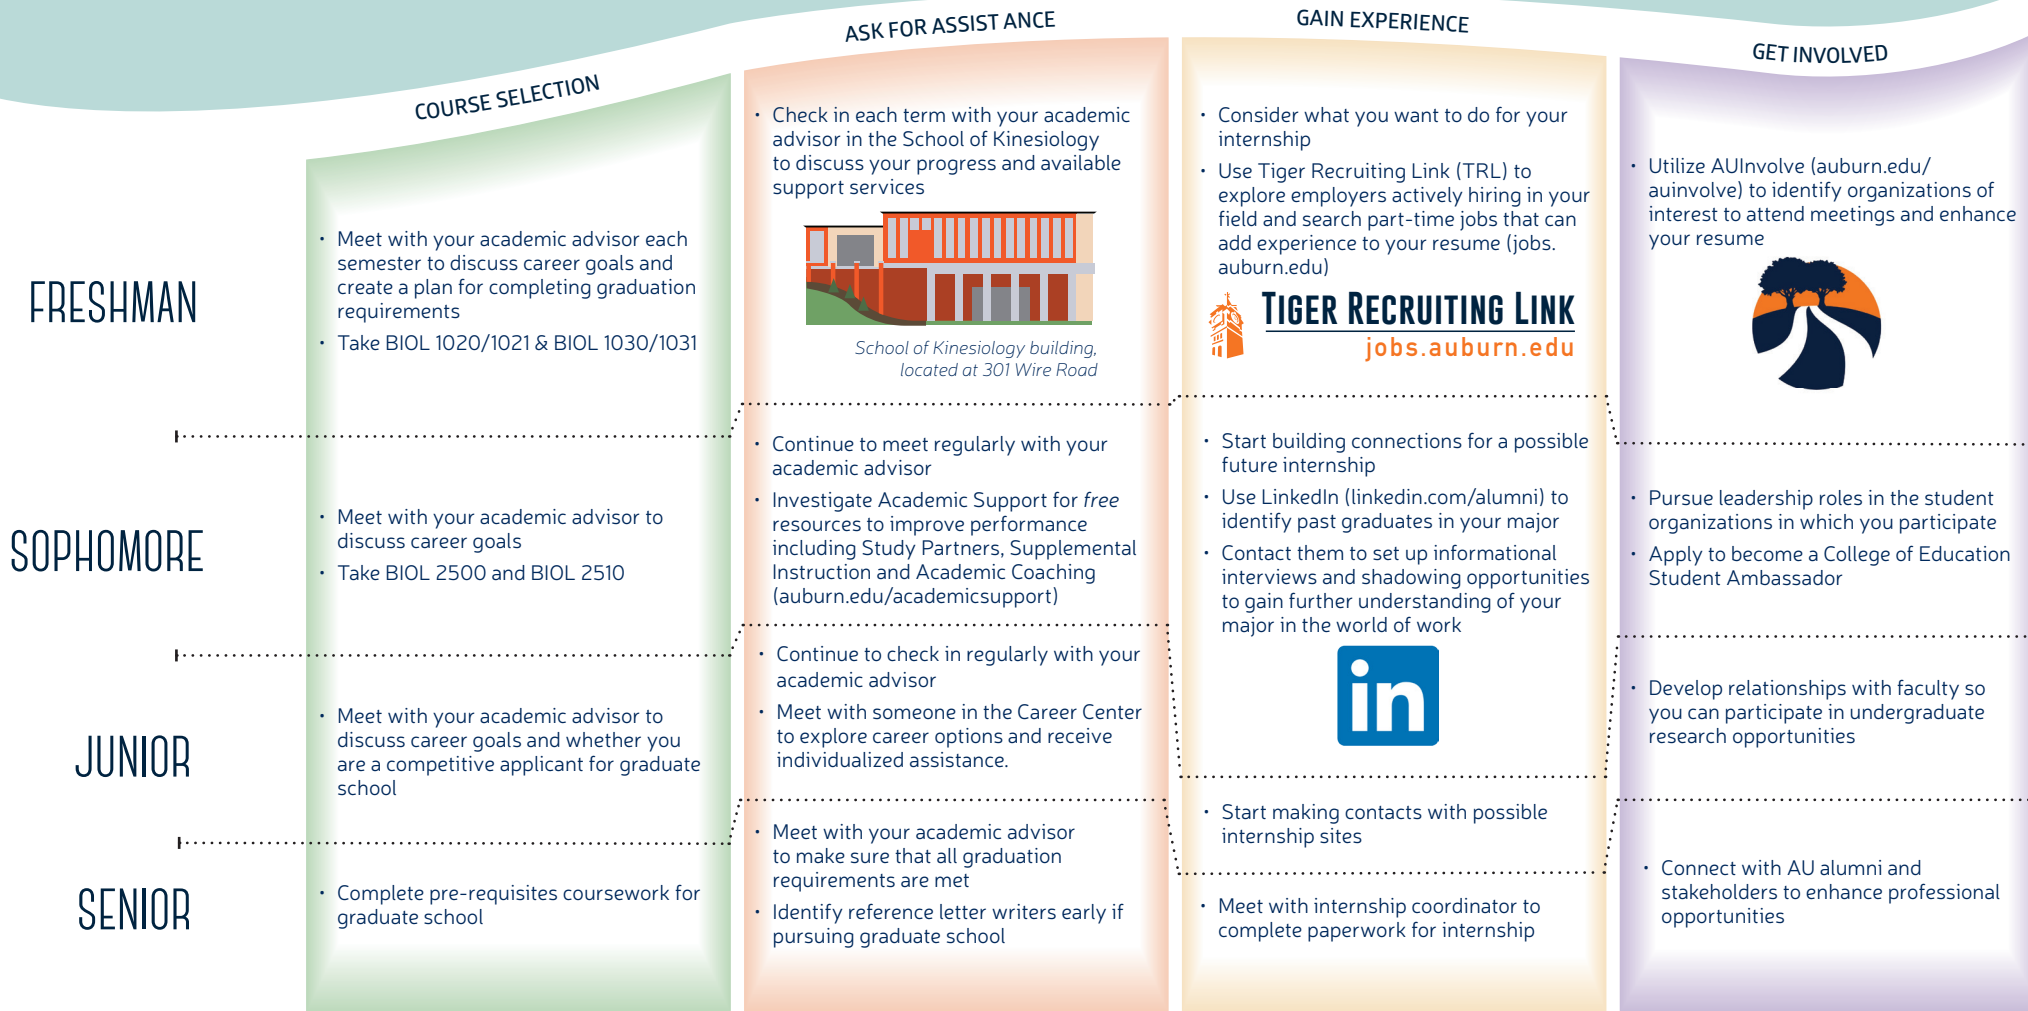 COURSE SELECTION
ASK FOR ASSISTANCE
GAIN EXPERIENCE
GET INVOLVED
FRESHMAN
• Meet with your academic advisor each
semester to discuss career goals and
create a plan for completing graduation
requirements
• Take BIOL 1020/1021 & BIOL 1030/1031
• Check in each term with your academic
advisor in the School of Kinesiology
to discuss your progress and available
support services
School of Kinesiology building,
located at 301 Wire Road
• Consider what you want to do for your
internship
• Use Tiger Recruiting Link (TRL) to
explore employers actively hiring in your
field and search part-time jobs that can
add experience to your resume (jobs.
auburn.edu)
TIGER RECRUITING LINK
jobs.auburn.edu
• Utilize AUInvolve (auburn.edu/
auinvolve) to identify organizations of
interest to attend meetings and enhance
your resume
SOPHOMORE
• Meet with your academic advisor to
discuss career goals
• Take BIOL 2500 and BIOL 2510
• Continue to meet regularly with your
academic advisor
• Investigate Academic Support for free
resources to improve performance
including Study Partners, Supplemental
Instruction and Academic Coaching
(auburn.edu/academicsupport)
• Start building connections for a possible
future internship
• Use LinkedIn (linkedin.com/alumni) to
identify past graduates in your major
• Contact them to set up informational
interviews and shadowing opportunities
to gain further understanding of your
major in the world of work
in
• Pursue leadership roles in the student
organizations in which you participate
• Apply to become a College of Education
Student Ambassador
JUNIOR
• Meet with your academic advisor to
discuss career goals and whether you
are a competitive applicant for graduate
school
• Continue to check in regularly with your
academic advisor
• Meet with someone in the Career Center
to explore career options and receive
individualized assistance.
• Start making contacts with possible
internship sites
• Develop relationships with faculty so
you can participate in undergraduate
research opportunities
SENIOR
• Complete pre-requisites coursework for
graduate school
• Meet with your academic advisor
to make sure that all graduation
requirements are met
• Identify reference letter writers early if
pursuing graduate school
• Meet with internship coordinator to
complete paperwork for internship
• Connect with AU alumni and
stakeholders to enhance professional
opportunities